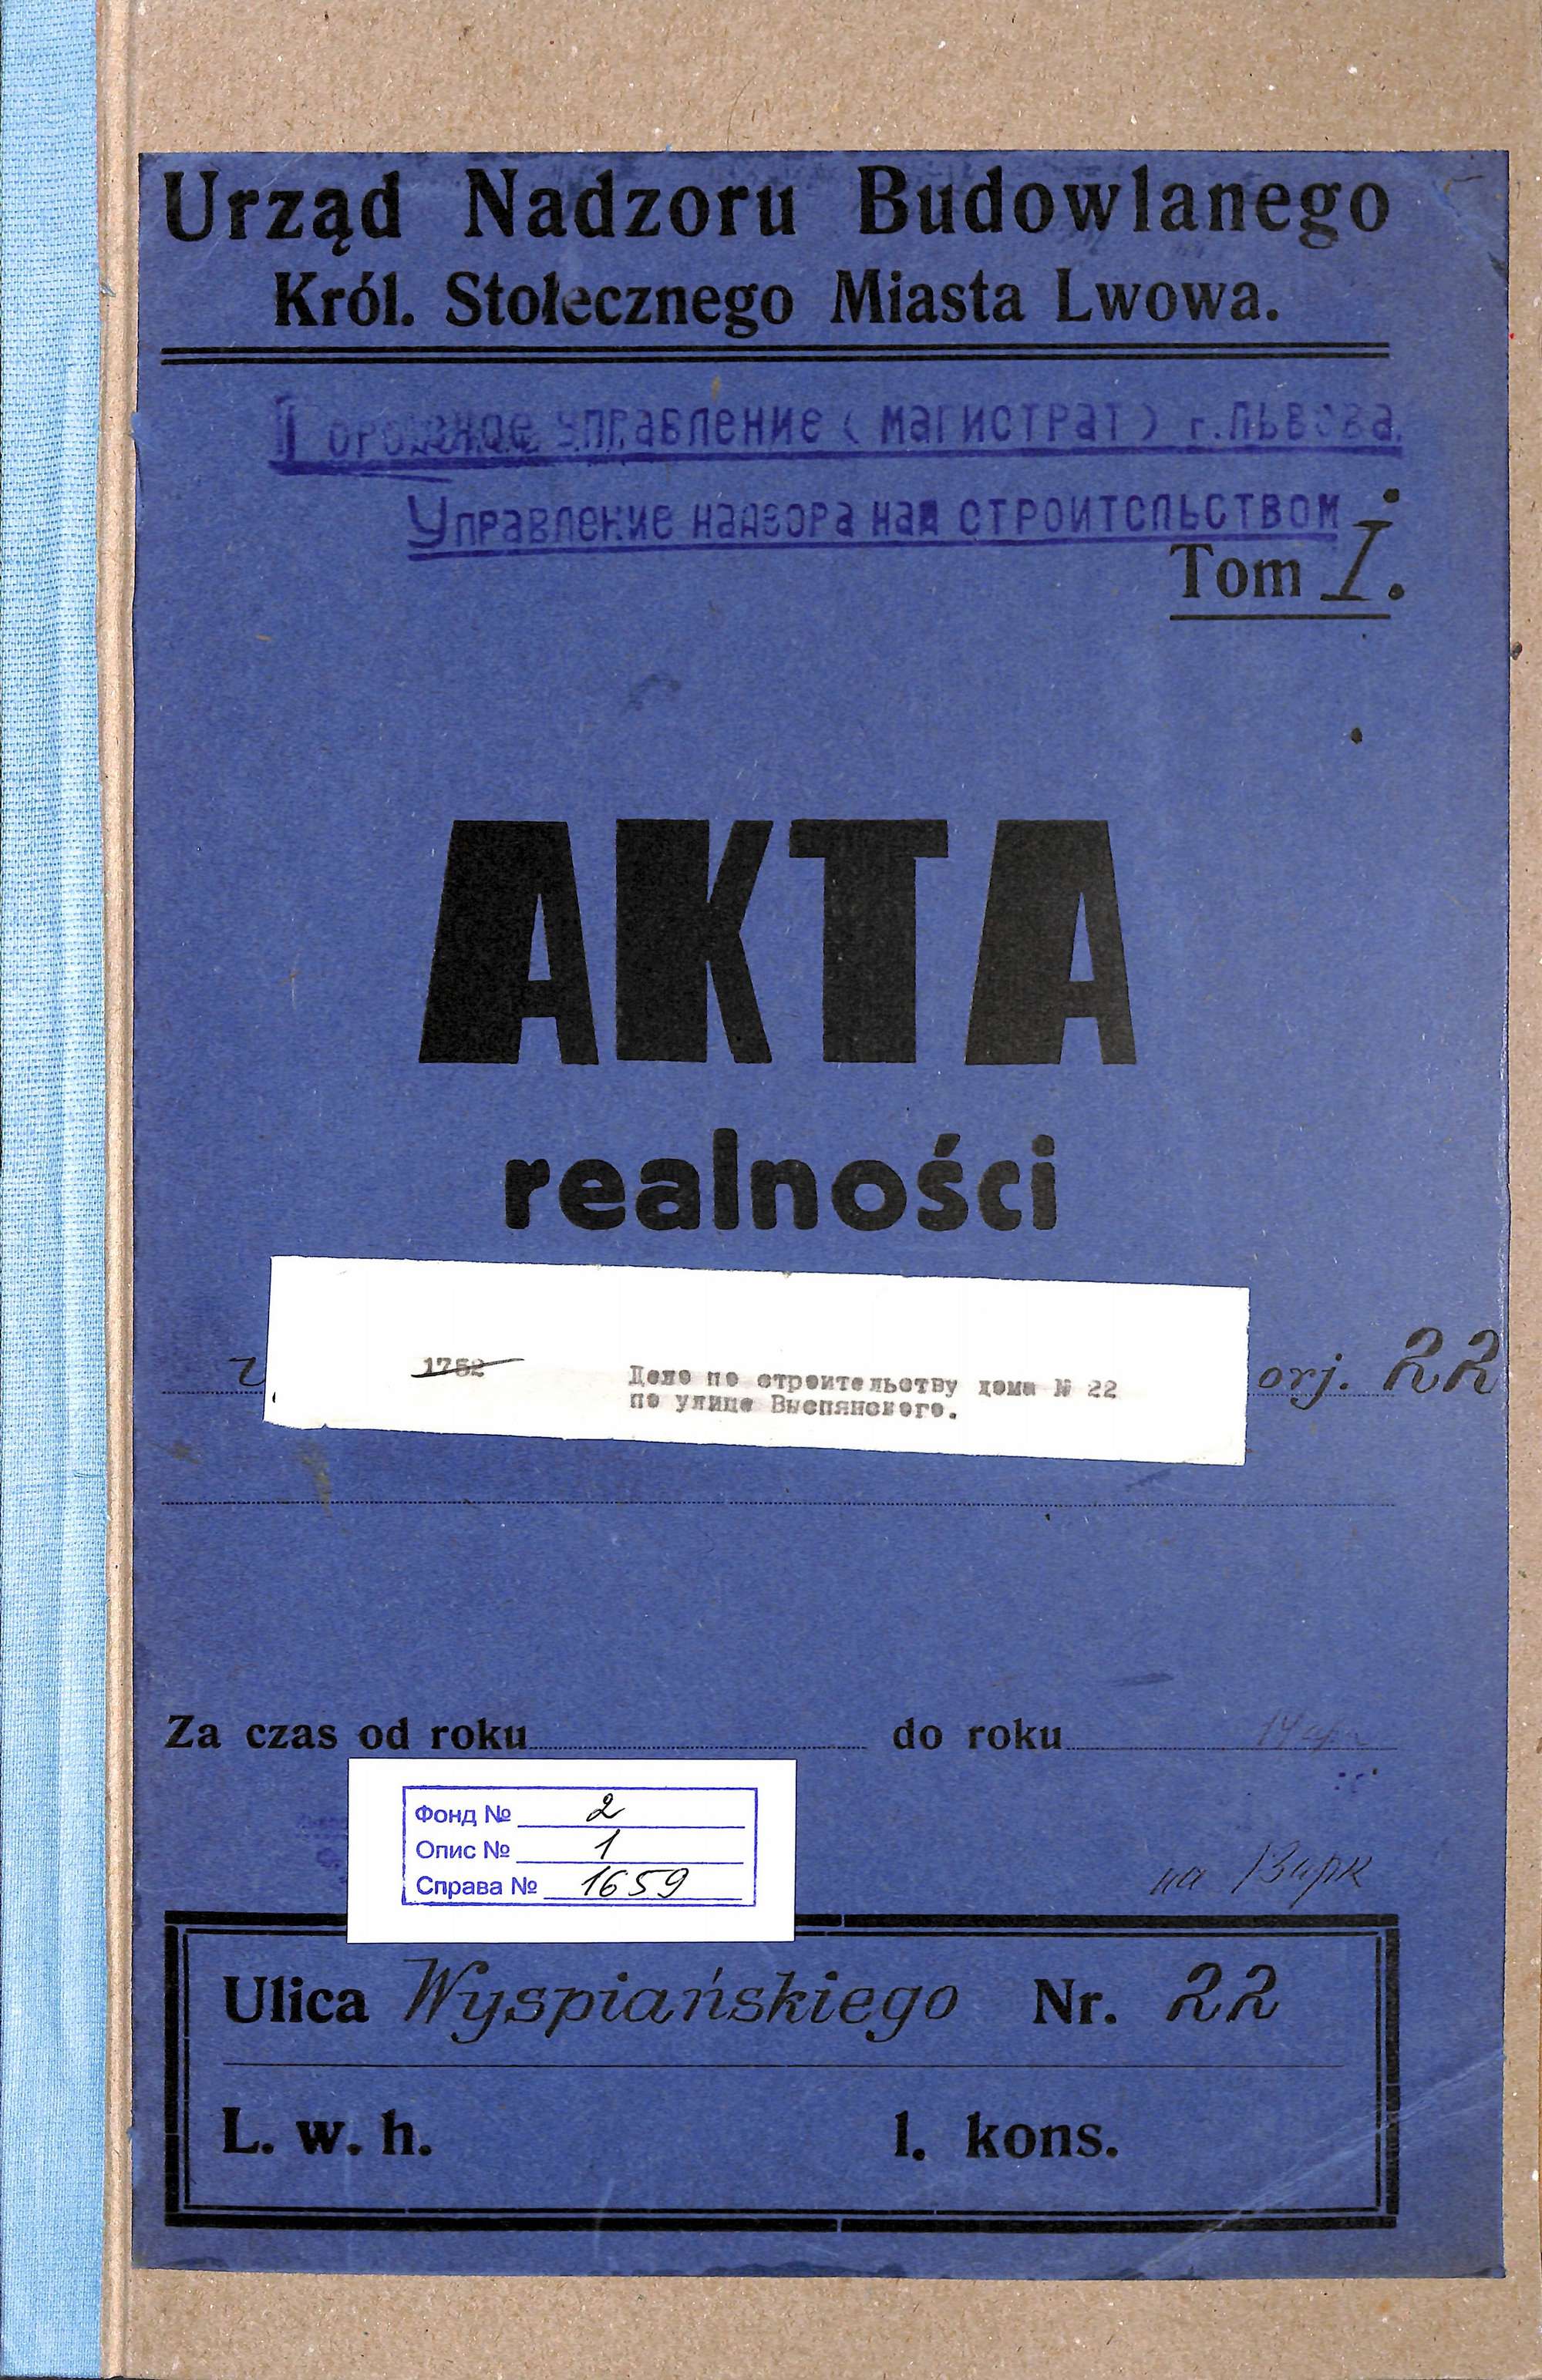 Urząd Nadzoru Budowlanego
Król. Stołecznego Miasta Lwowa.
Городское управление (магистрат) г. Львова.
Управление надзора над строительством
Tom I.
AKTA
realności
1752
Дело по строительству дома № 22
по улице Выспянского.
orj. 22
Za czas od roku do roku
Фонд № 2
Опис № 1
Справа № 1659
на
Ulica Wyspiańskiego Nr. 22
L. w. h. l. kons.